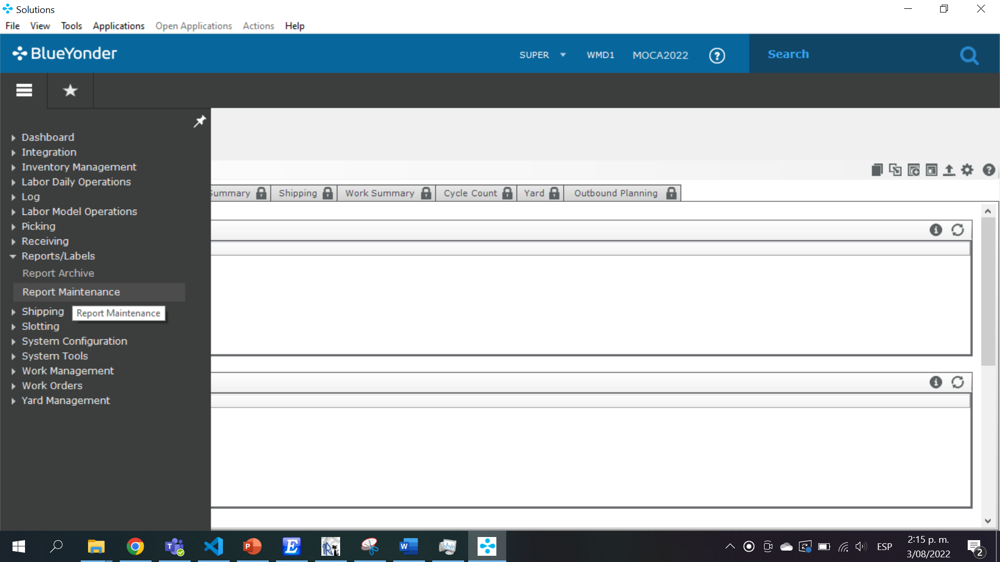 Solutions
File View Tools Applications Open Applications Actions Help
BlueYonder SUPER WMD1 MOCA2022 ? Search
Dashboard
Integration
Inventory Management
Labor Daily Operations
Log
Labor Model Operations
Picking
Receiving
Reports/Labels
Report Archive
Report Maintenance
Shipping
Report Maintenance
Slotting
System Configuration
System Tools
Work Management
Work Orders
Yard Management
Summary Shipping Work Summary Cycle Count Yard Outbound Planning
ESP
2:15 p. m.
3/08/2022
2